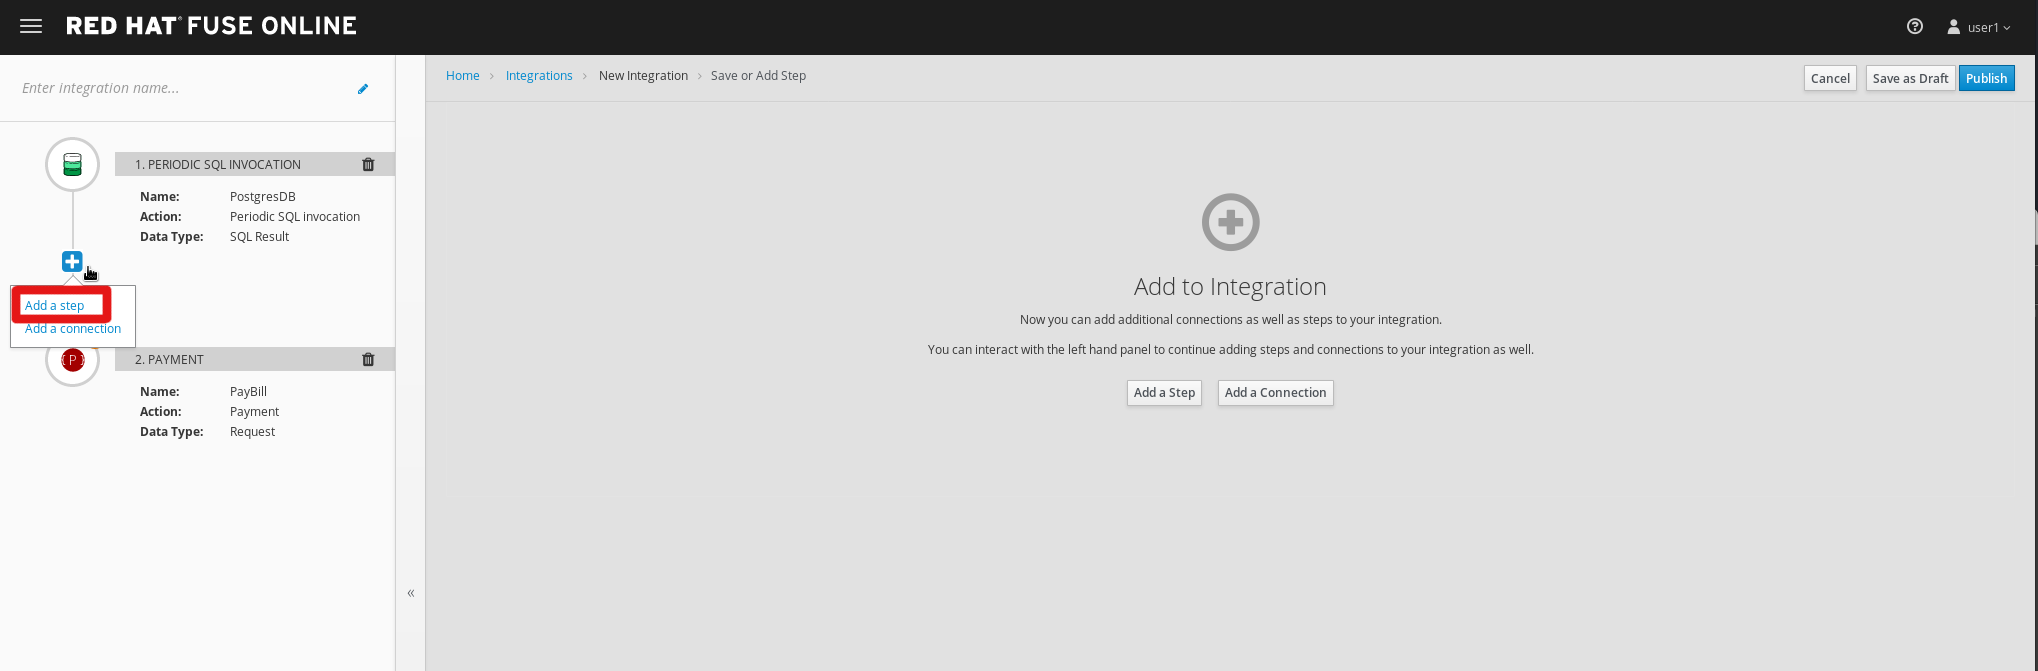 RED HAT® FUSE ONLINE
user1
Enter integration name...
Home > Integrations > New Integration > Save or Add Step
Cancel
Save as Draft
Publish
1. PERIODIC SQL INVOCATION
Name: PostgresDB
Action: Periodic SQL invocation
Data Type: SQL Result
Add a step
Add a connection
P
2. PAYMENT
Name: PayBill
Action: Payment
Data Type: Request
Add to Integration
Now you can add additional connections as well as steps to your integration.
You can interact with the left hand panel to continue adding steps and connections to your integration as well.
Add a Step
Add a Connection
«